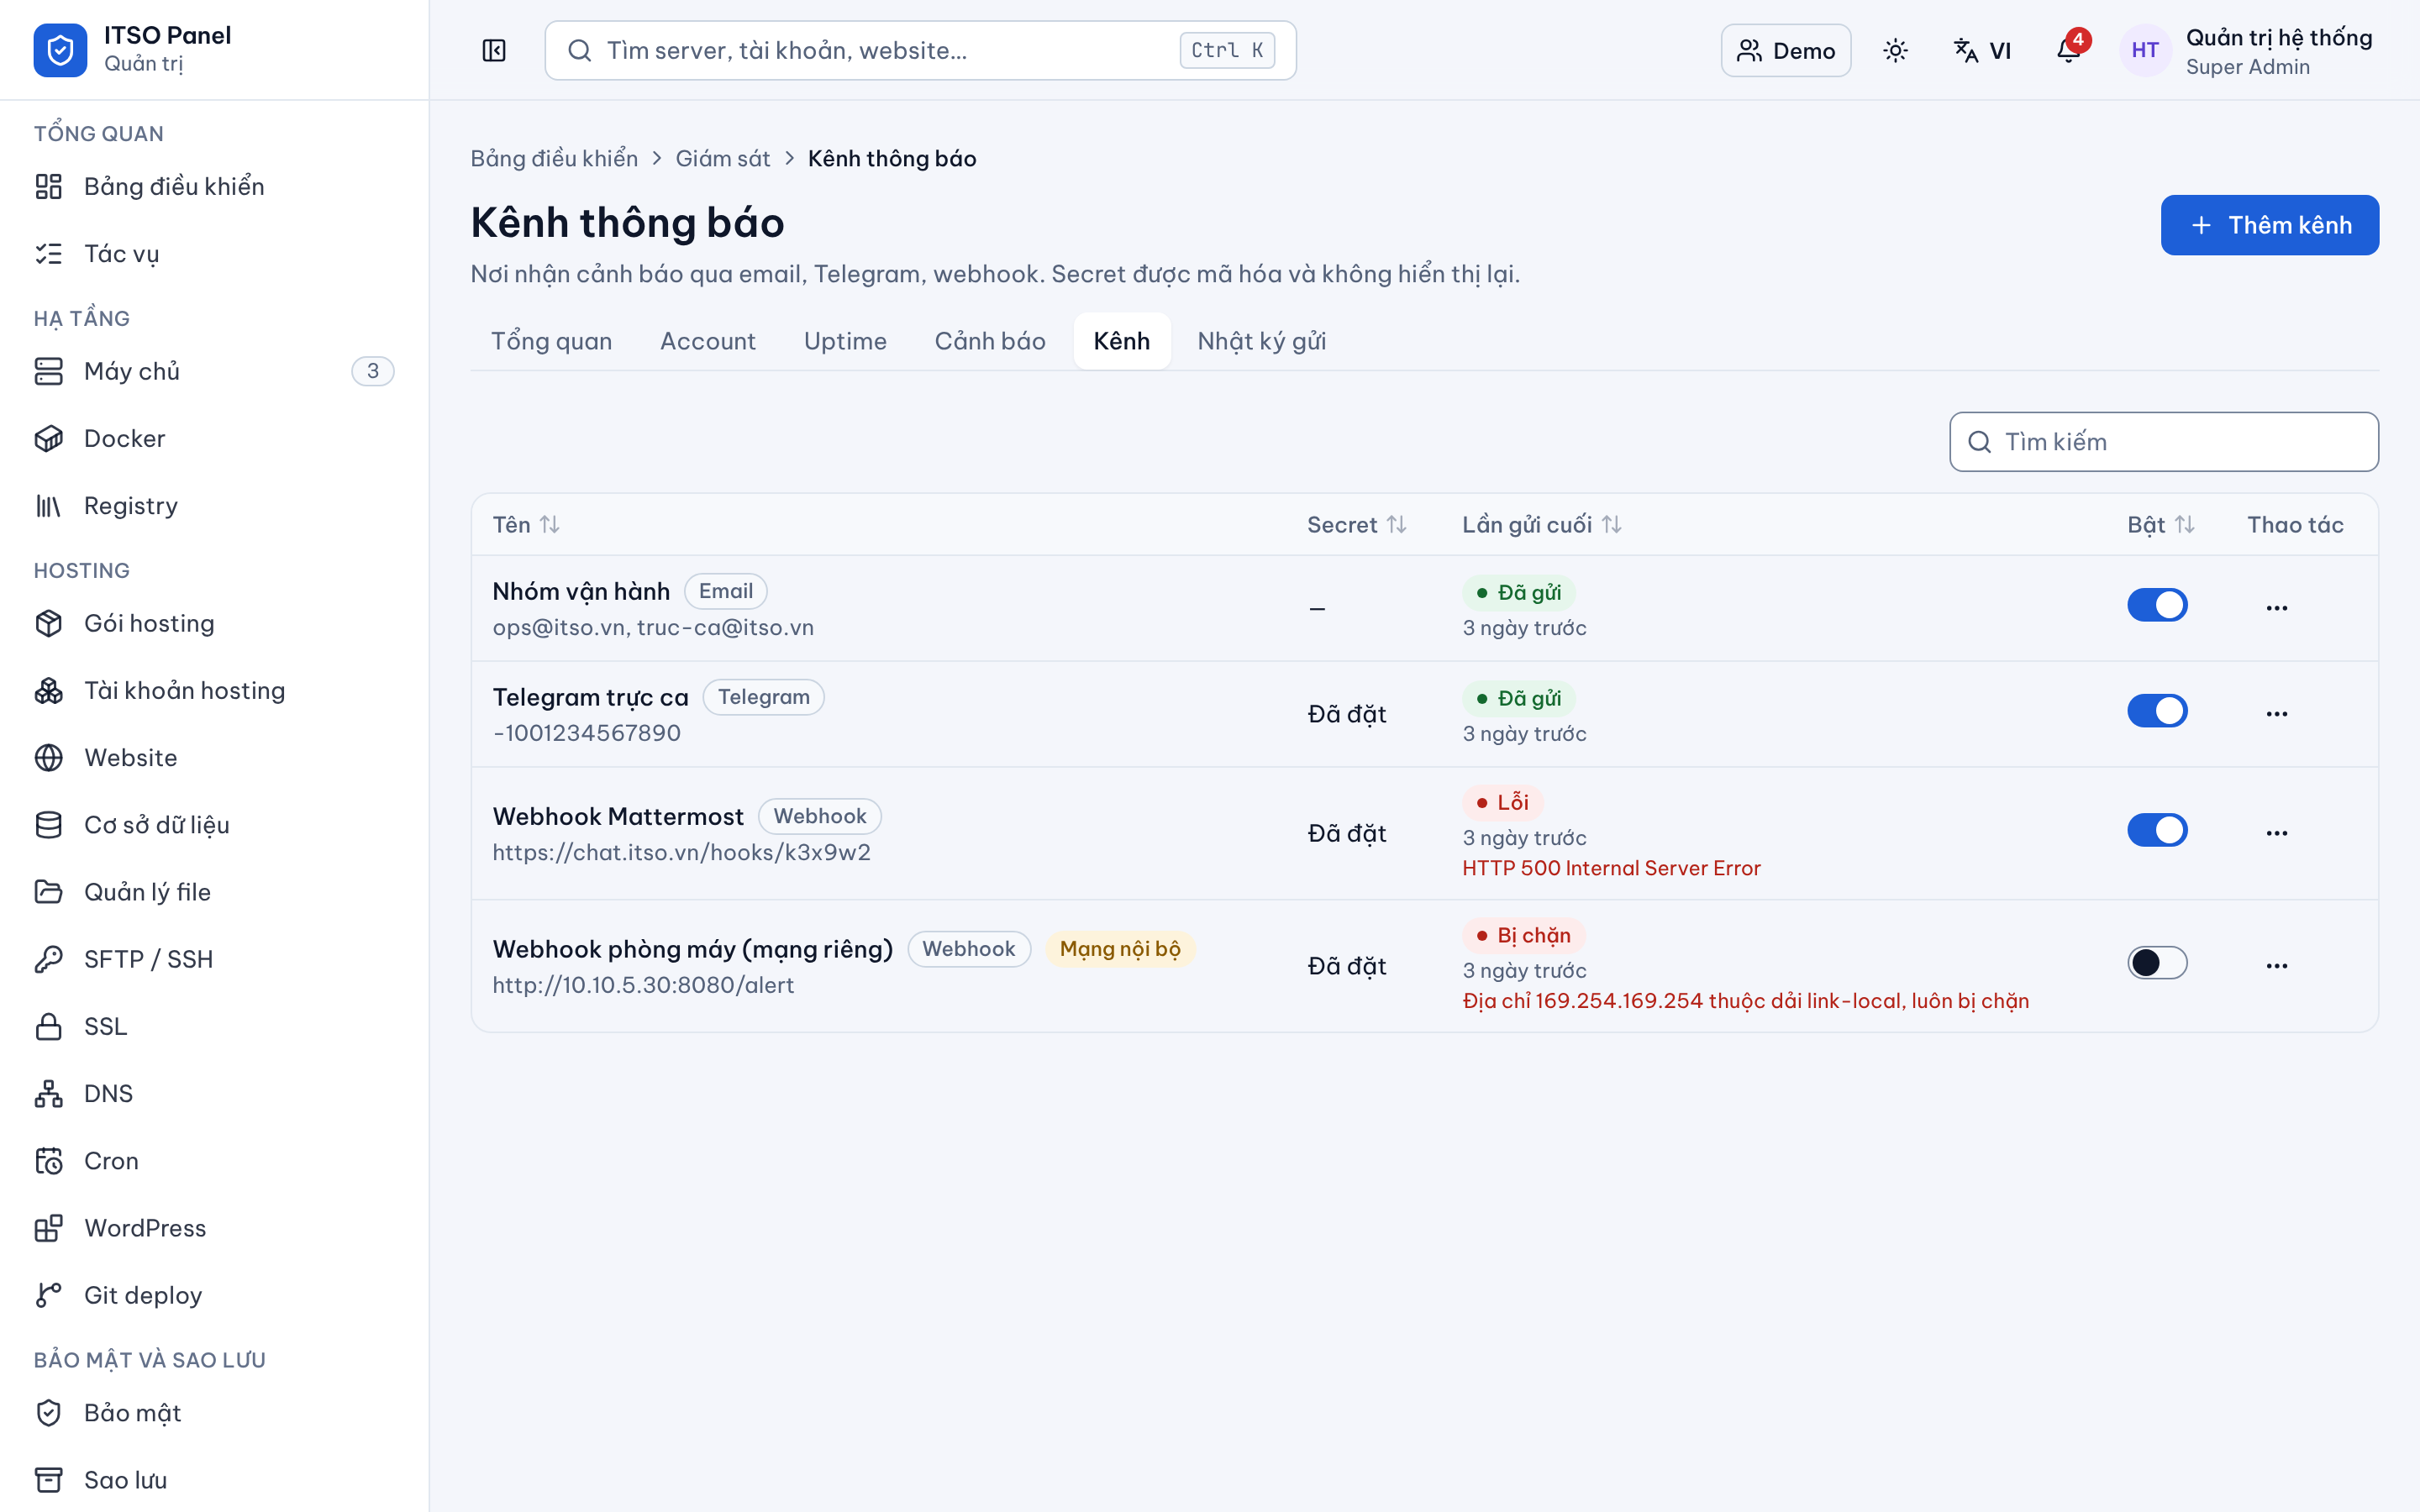 ITSO Panel
Quản trị
Tìm server, tài khoản, website...
Ctrl K
Demo
VI
4
HT
Quản trị hệ thống
Super Admin
TỔNG QUAN
Bảng điều khiển
Tác vụ
HẠ TẦNG
Máy chủ
3
Docker
Registry
HOSTING
Gói hosting
Tài khoản hosting
Website
Cơ sở dữ liệu
Quản lý file
SFTP / SSH
SSL
DNS
Cron
WordPress
Git deploy
BẢO MẬT VÀ SAO LƯU
Bảo mật
Sao lưu
Bảng điều khiển > Giám sát > Kênh thông báo
Kênh thông báo
Thêm kênh
Nơi nhận cảnh báo qua email, Telegram, webhook. Secret được mã hóa và không hiển thị lại.
Tổng quan Account Uptime Cảnh báo Kênh Nhật ký gửi
Tìm kiếm
Tên Secret Lần gửi cuối Bật Thao tác
Nhóm vận hành Email
ops@itso.vn, truc-ca@itso.vn
—
Đã gửi
3 ngày trước
Telegram trực ca Telegram
-1001234567890
Đã đặt
Đã gửi
3 ngày trước
Webhook Mattermost Webhook
https://chat.itso.vn/hooks/k3x9w2
Đã đặt
Lỗi
3 ngày trước
HTTP 500 Internal Server Error
Webhook phòng máy (mạng riêng) Webhook Mạng nội bộ
http://10.10.5.30:8080/alert
Đã đặt
Bị chặn
3 ngày trước
Địa chỉ 169.254.169.254 thuộc dải link-local, luôn bị chặn